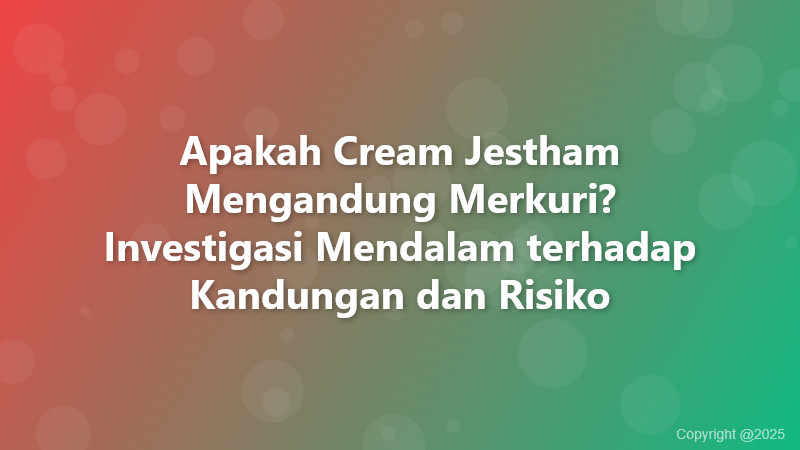 Apakah Cream Jestham
Mengandung Merkuri?
Investigasi Mendalam terhadap
Kandungan dan Risiko
Copyright @2025